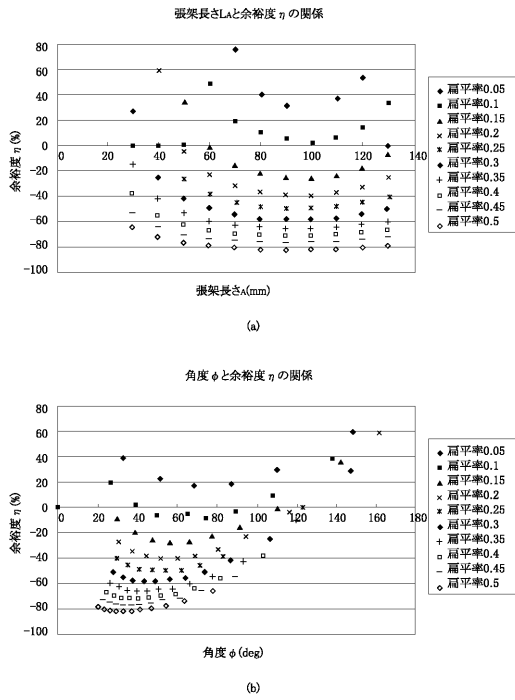 張架長さLAと余裕度ηの関係
余裕度η(%)
80
60
40
20
0
-20
-40
-60
-80
-100
0 20 40 60 80 100 120 140
張架長さA(mm)
扁平率0.05
扁平率0.1
扁平率0.15
扁平率0.2
扁平率0.25
扁平率0.3
扁平率0.35
扁平率0.4
扁平率0.45
扁平率0.5
(a)
角度φと余裕度ηの関係
余裕度η(%)
80
60
40
20
0
-20
-40
-60
-80
-100
0 20 40 60 80 100 120 140 160 180
角度φ(deg)
扁平率0.05
扁平率0.1
扁平率0.15
扁平率0.2
扁平率0.25
扁平率0.3
扁平率0.35
扁平率0.4
扁平率0.45
扁平率0.5
(b)